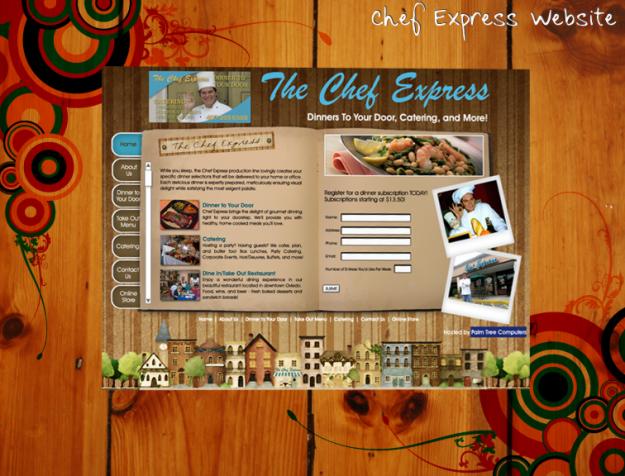 Chef Express Website
The Chef Express
Dinners To Your Door, Catering, and More!
Home
About
Us
Dinner to
Your Door
Take Out
Menu
Catering
Contact
Us
Online
Store
The Chef Express
While you sleep, the Chef Express production line lovingly creates your
specific dinner selections that will be delivered to your home or office.
Each delicious dinner is expertly prepared, meticulously ensuring visual
delight while satisfying the most elegant palate.
Dinner to Your Door
Chef Express brings the delight of gourmet dining
light to your doorstep. We'll provide you with
healthy, home cooked meals you'll love.
Catering
Hosting a party? Having guests? We cater, plan,
and butler too! Box Lunches, Party Catering,
Corporate Events, Hors'Deuvres, Buffets, and more!
Dine In/Take Out Restaurant
Enjoy a wonderful dining experience in our
beautiful restaurant located in downtown Oviedo.
Food, wine, and beer - fresh baked desserts and
sandwich breads!
Register for a dinner subscription TODAY!
Subscriptions starting at $13.50!
Name:
Address:
Phone:
Email:
Number of Entrees You'd Like Per Week:
SUBMIT
Home | About Us | Dinner to Your Door | Take Out Menu | Catering | Contact Us | Online Store
Hosted by Palm Tree Computers